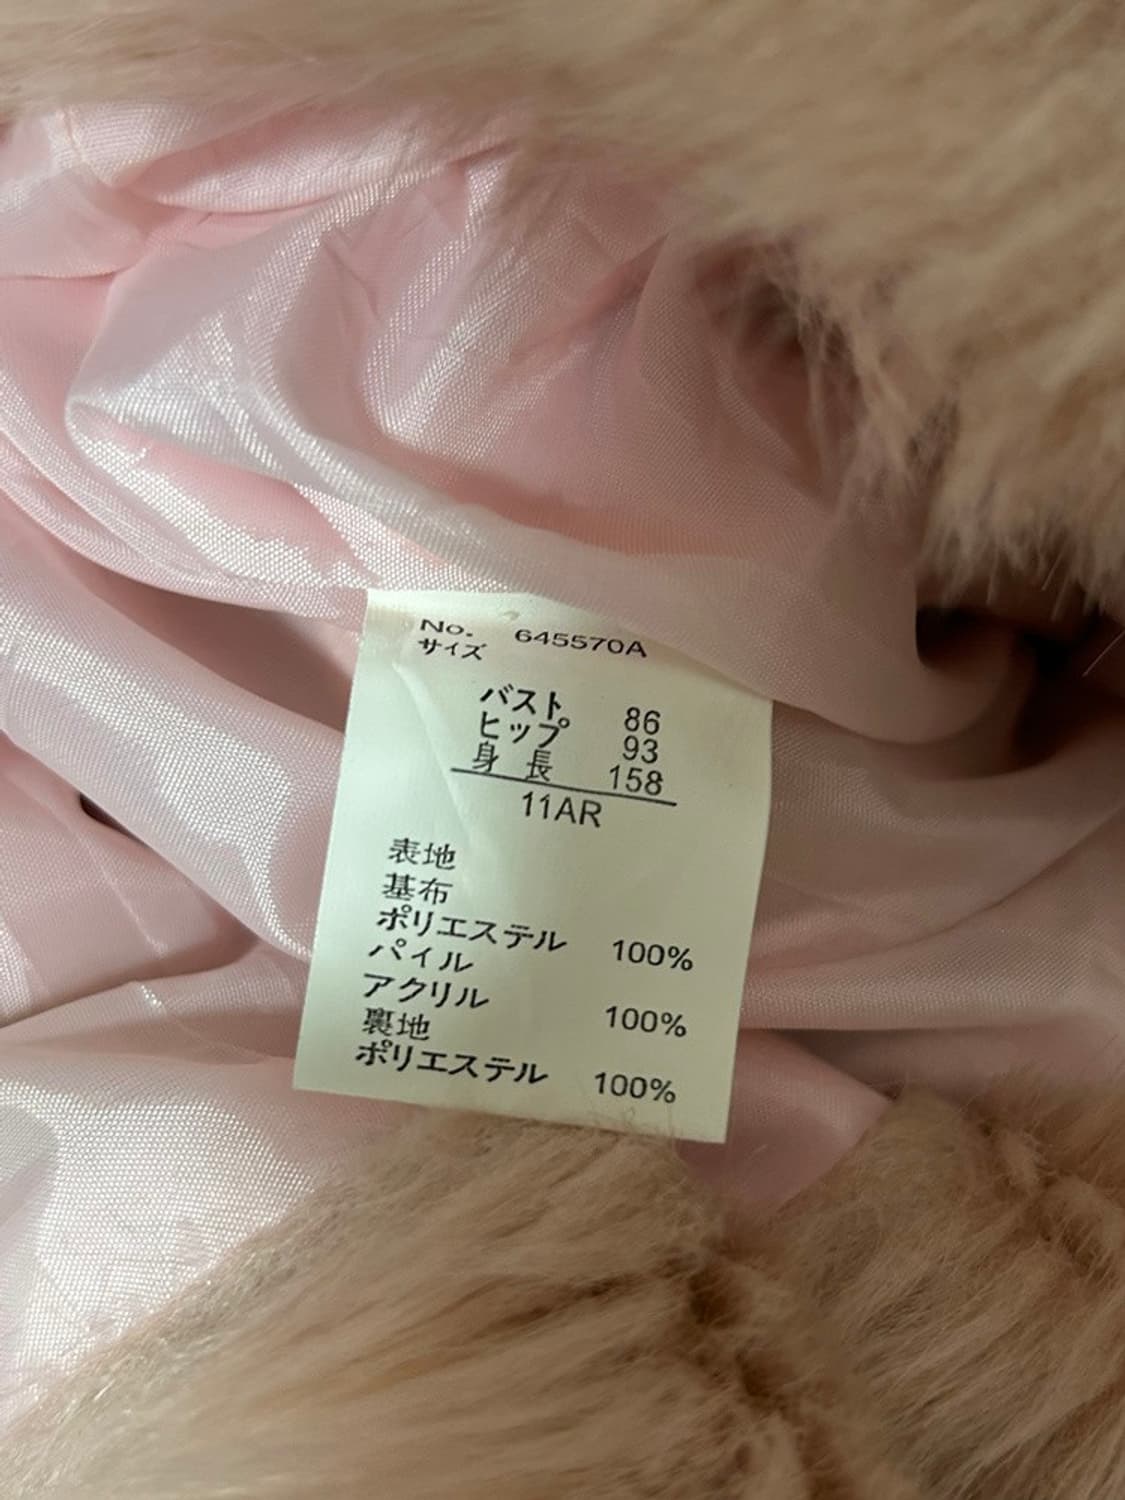 No. 645570A
サイズ
バスト 86
ヒップ 93
身長 158
11AR
表地
基布
ポリエステル 100%
パイル
アクリル 100%
裏地
ポリエステル 100%